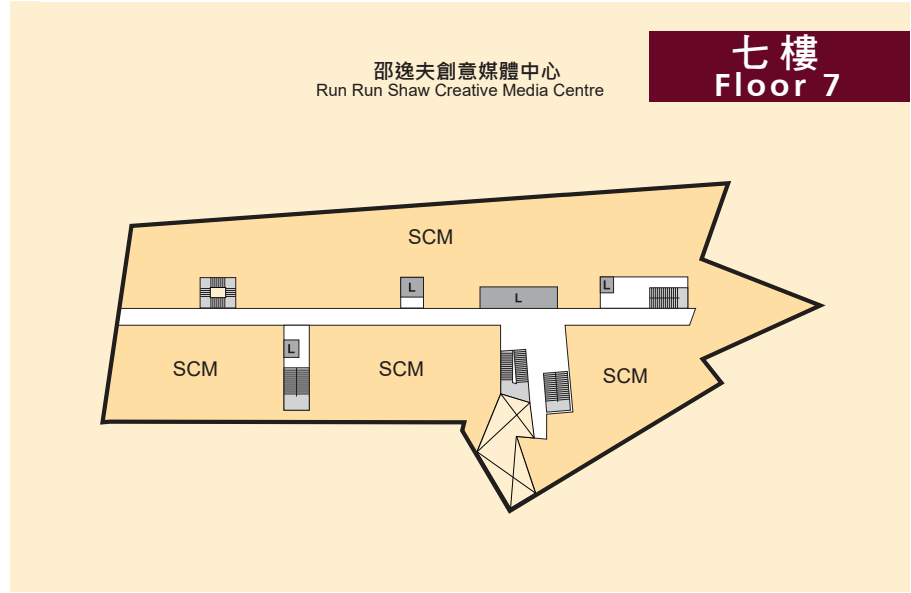 七樓
Floor 7
邵逸夫創意媒體中心
Run Run Shaw Creative Media Centre
SCM
L
L
L
L
SCM
SCM
SCM